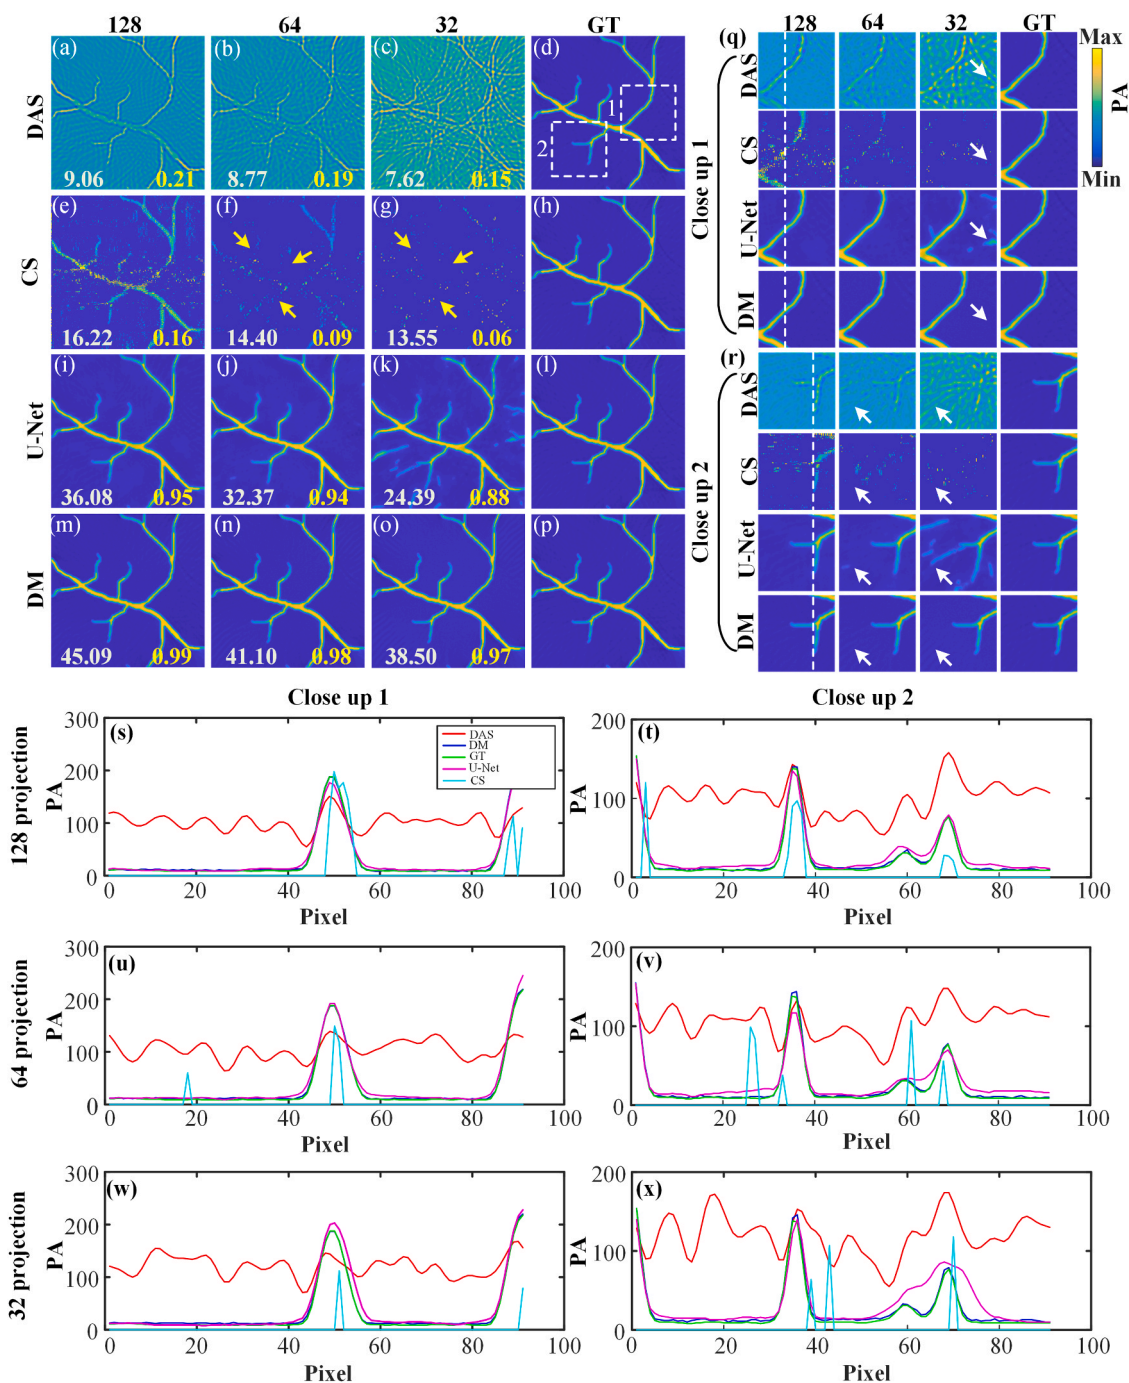 128 64 32 GT
DAS
(a) (b) (c) (d)
1
2
9.06 0.21 8.77 0.19 7.62 0.15
CS
(e) (f) (g) (h)
16.22 0.16 14.40 0.09 13.55 0.06
U-Net
(i) (j) (k) (l)
36.08 0.95 32.37 0.94 24.39 0.88
DM
(m) (n) (o) (p)
45.09 0.99 41.10 0.98 38.50 0.97
(q) 128 64 32 GT
Close up 1
DAS
CS
U-Net
DM
Max
PA
Min
(r)
Close up 2
DAS
CS
U-Net
DM
Close up 1
Close up 2
128 projection
(s)
PA
300
200
100
0
0 20 40 60 80 100
Pixel
DAS
DM
GT
U-Net
CS
(t)
PA
200
100
0
0 20 40 60 80 100
Pixel
64 projection
(u)
PA
300
200
100
0
0 20 40 60 80 100
Pixel
(v)
PA
200
100
0
0 20 40 60 80 100
Pixel
32 projection
(w)
PA
300
200
100
0
0 20 40 60 80 100
Pixel
(x)
PA
200
100
0
0 20 40 60 80 100
Pixel